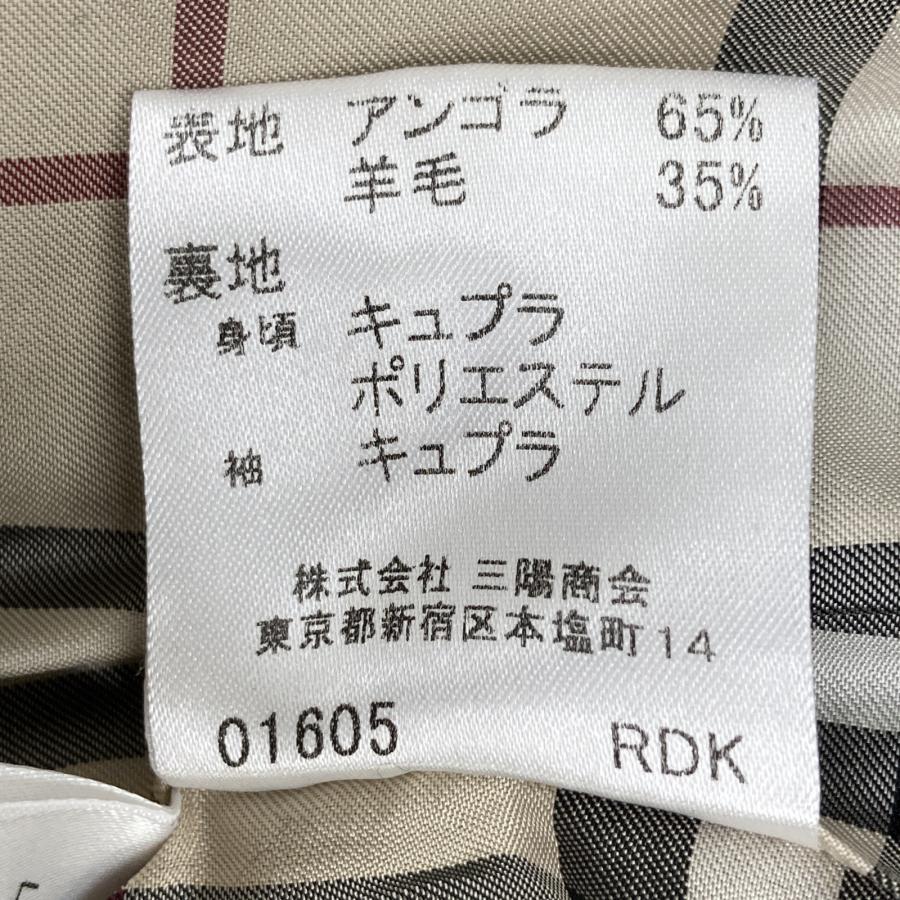 表地 アンゴラ 65%
羊毛 35%
裏地
身頃 キュプラ
ポリエステル
袖 キュプラ
株式会社 三陽商会
東京都新宿区本塩町14
01605 RDK